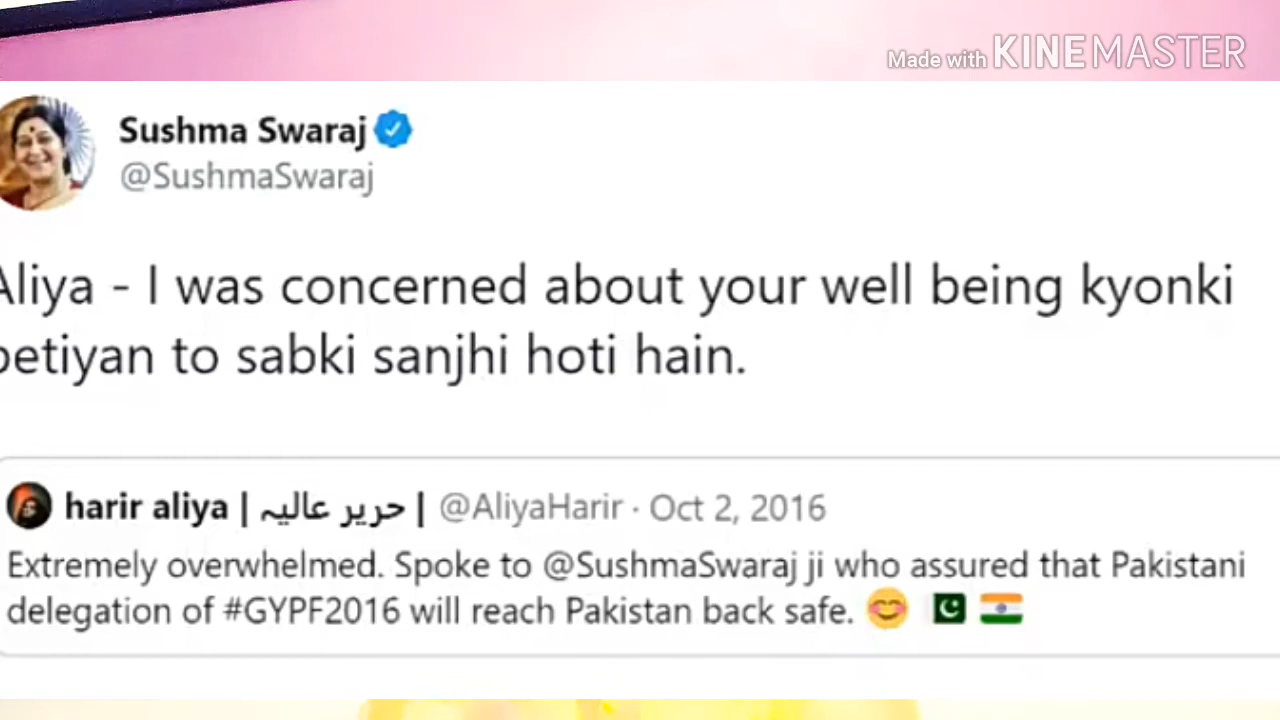 Made with KINEMASTER
Sushma Swaraj
@SushmaSwaraj
Aliya - I was concerned about your well being kyonki
betiyan to sabki sanjhi hoti hain.
harir aliya | حریر عالیہ | @AliyaHarir · Oct 2, 2016
Extremely overwhelmed. Spoke to @SushmaSwaraj ji who assured that Pakistani
delegation of #GYPF2016 will reach Pakistan back safe. 😊 🇵🇰 🇮🇳